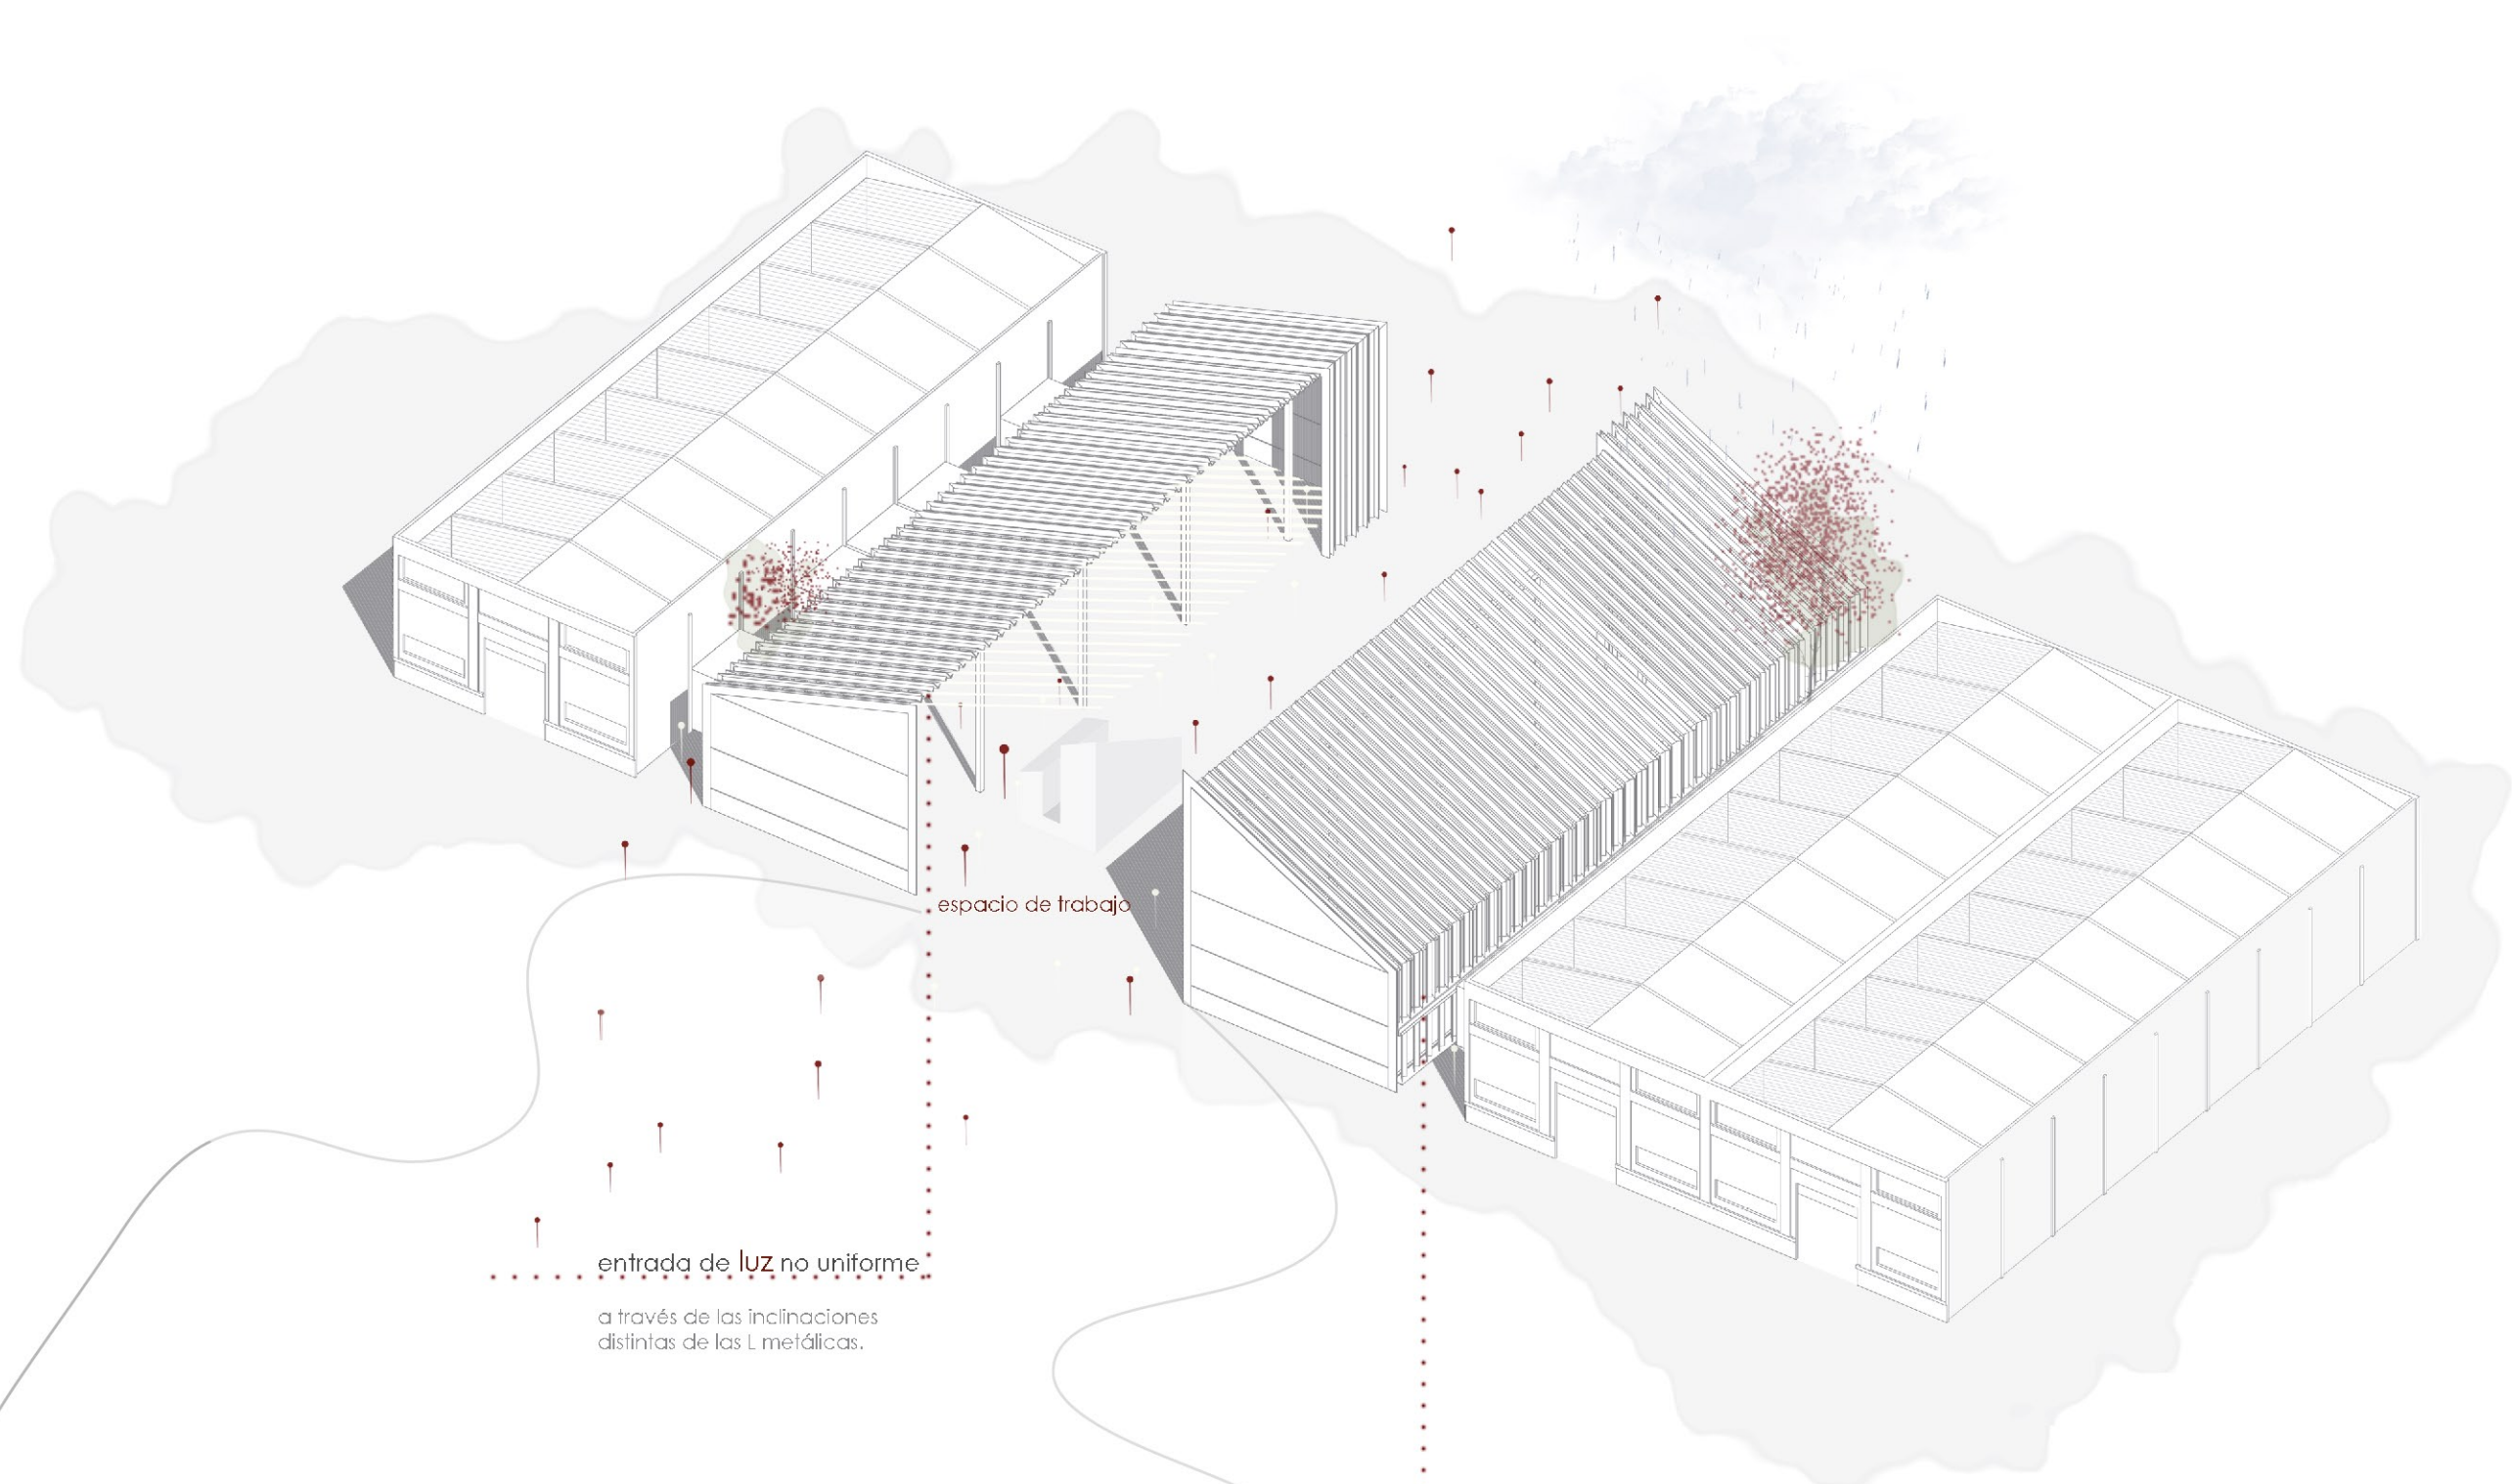 espacio de trabajo
entrada de luz no uniforme
a través de las inclinaciones
distintas de las L metálicas.